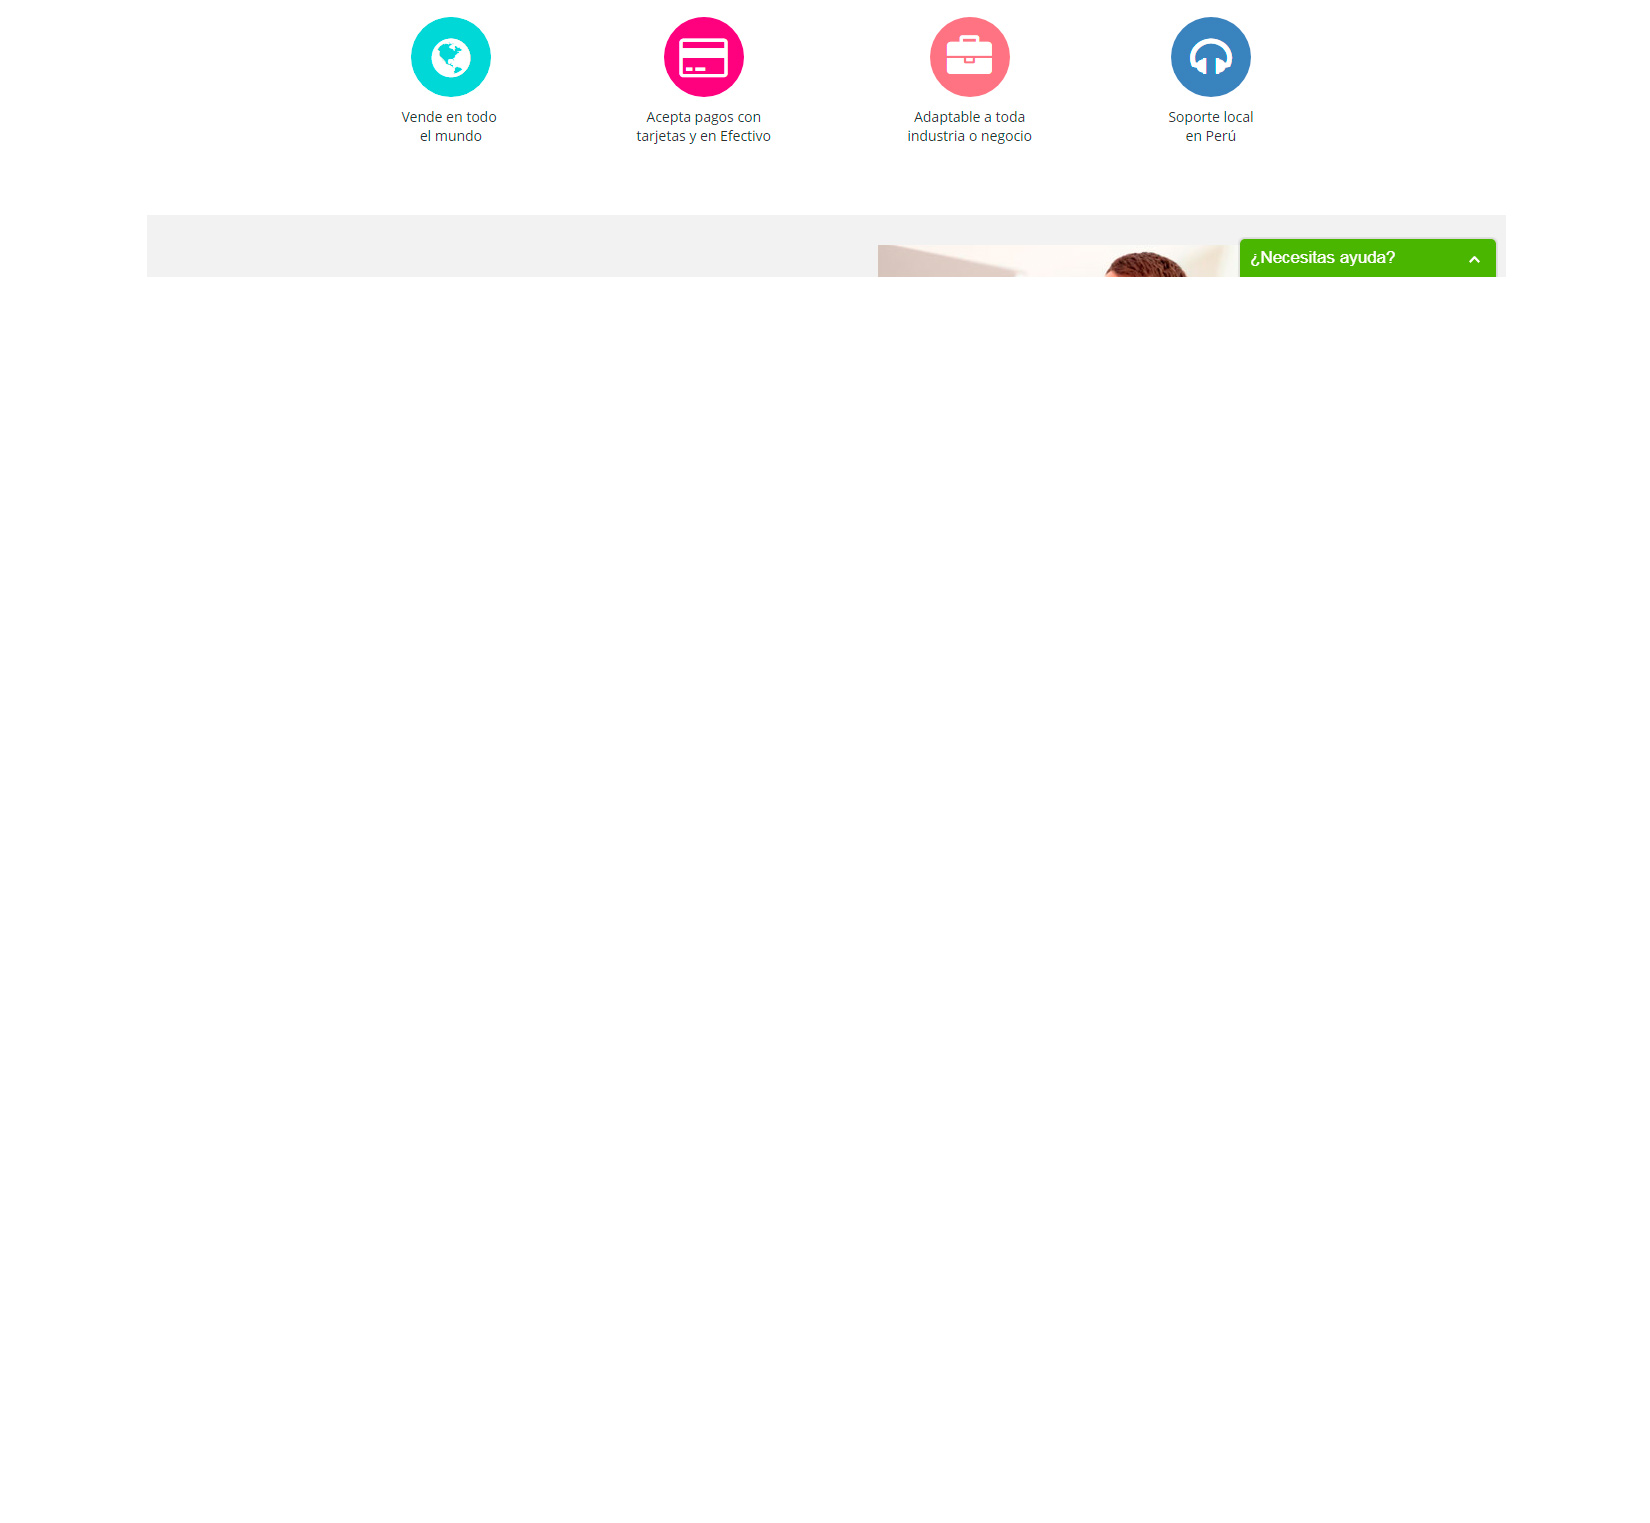 Vende en todo
el mundo
Acepta pagos con
tarjetas y en Efectivo
Adaptable a toda
industria o negocio
Soporte local
en Perú
¿Necesitas ayuda?